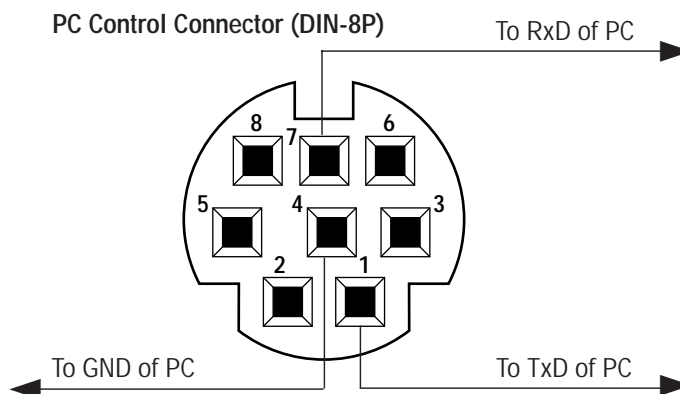 PC Control Connector (DIN-8P)
To RxD of PC
8
7
6
5
4
3
2
1
To GND of PC
To TxD of PC